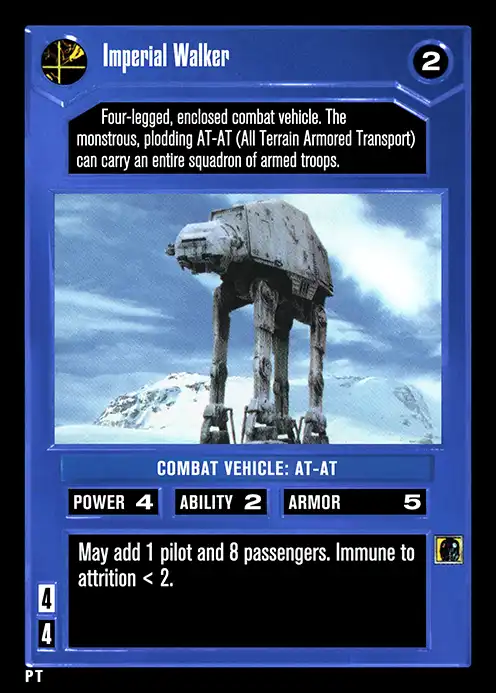 Imperial Walker
2
Four-legged, enclosed combat vehicle. The
monstrous, plodding AT-AT (All Terrain Armored Transport)
can carry an entire squadron of armed troops.
COMBAT VEHICLE: AT-AT
POWER 4 ABILITY 2 ARMOR 5
May add 1 pilot and 8 passengers. Immune to
attrition < 2.
4
4
PT